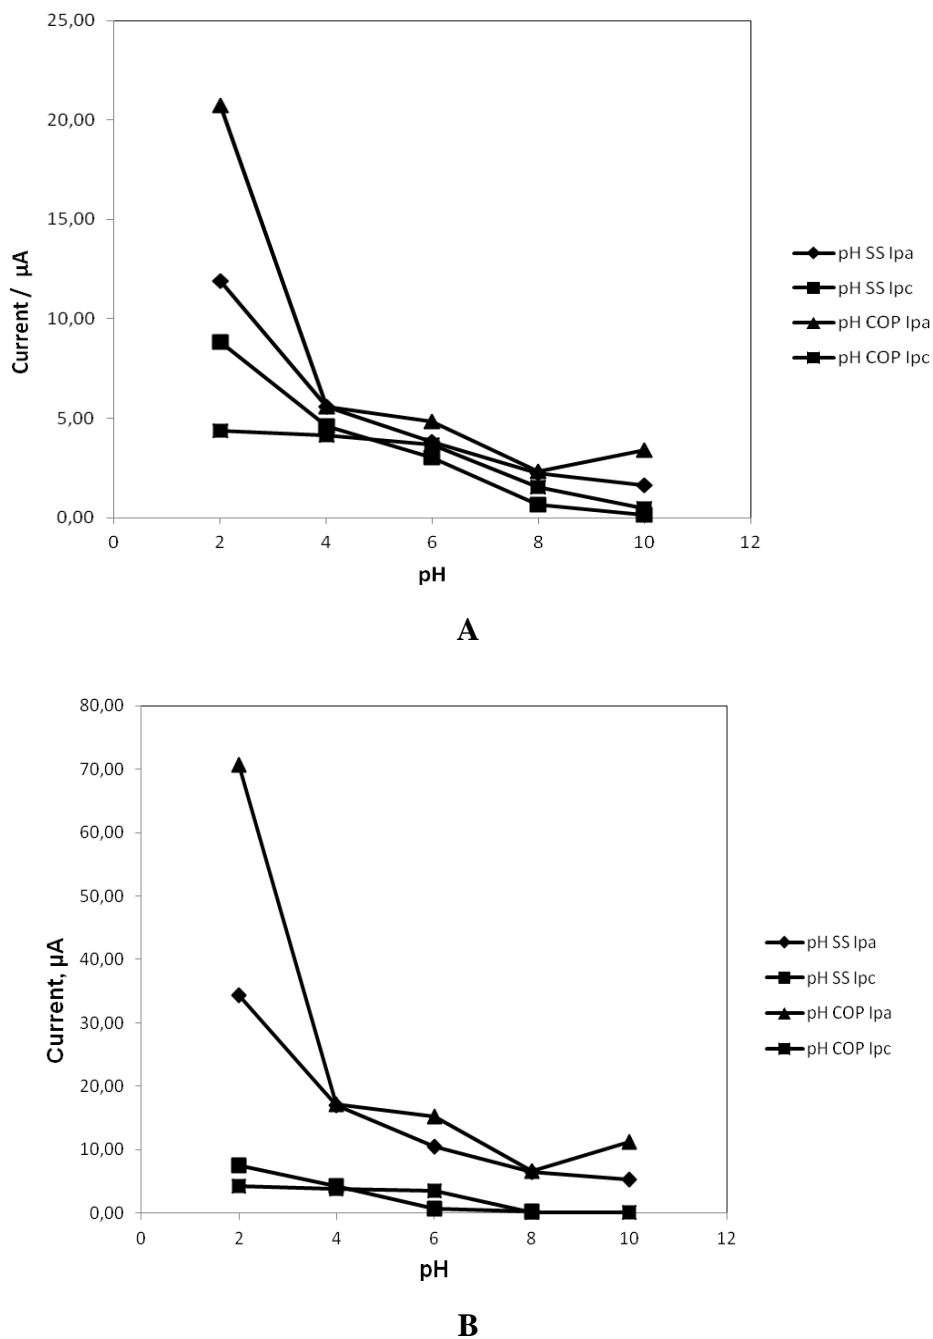 25,00
20,00
15,00
10,00
5,00
0,00
Current / μA
0 2 4 6 8 10 12
pH
pH SS Ipa
pH SS Ipc
pH COP Ipa
pH COP Ipc
A
80,00
70,00
60,00
50,00
40,00
30,00
20,00
10,00
0,00
Current, μA
0 2 4 6 8 10 12
pH
pH SS Ipa
pH SS Ipc
pH COP Ipa
pH COP Ipc
B